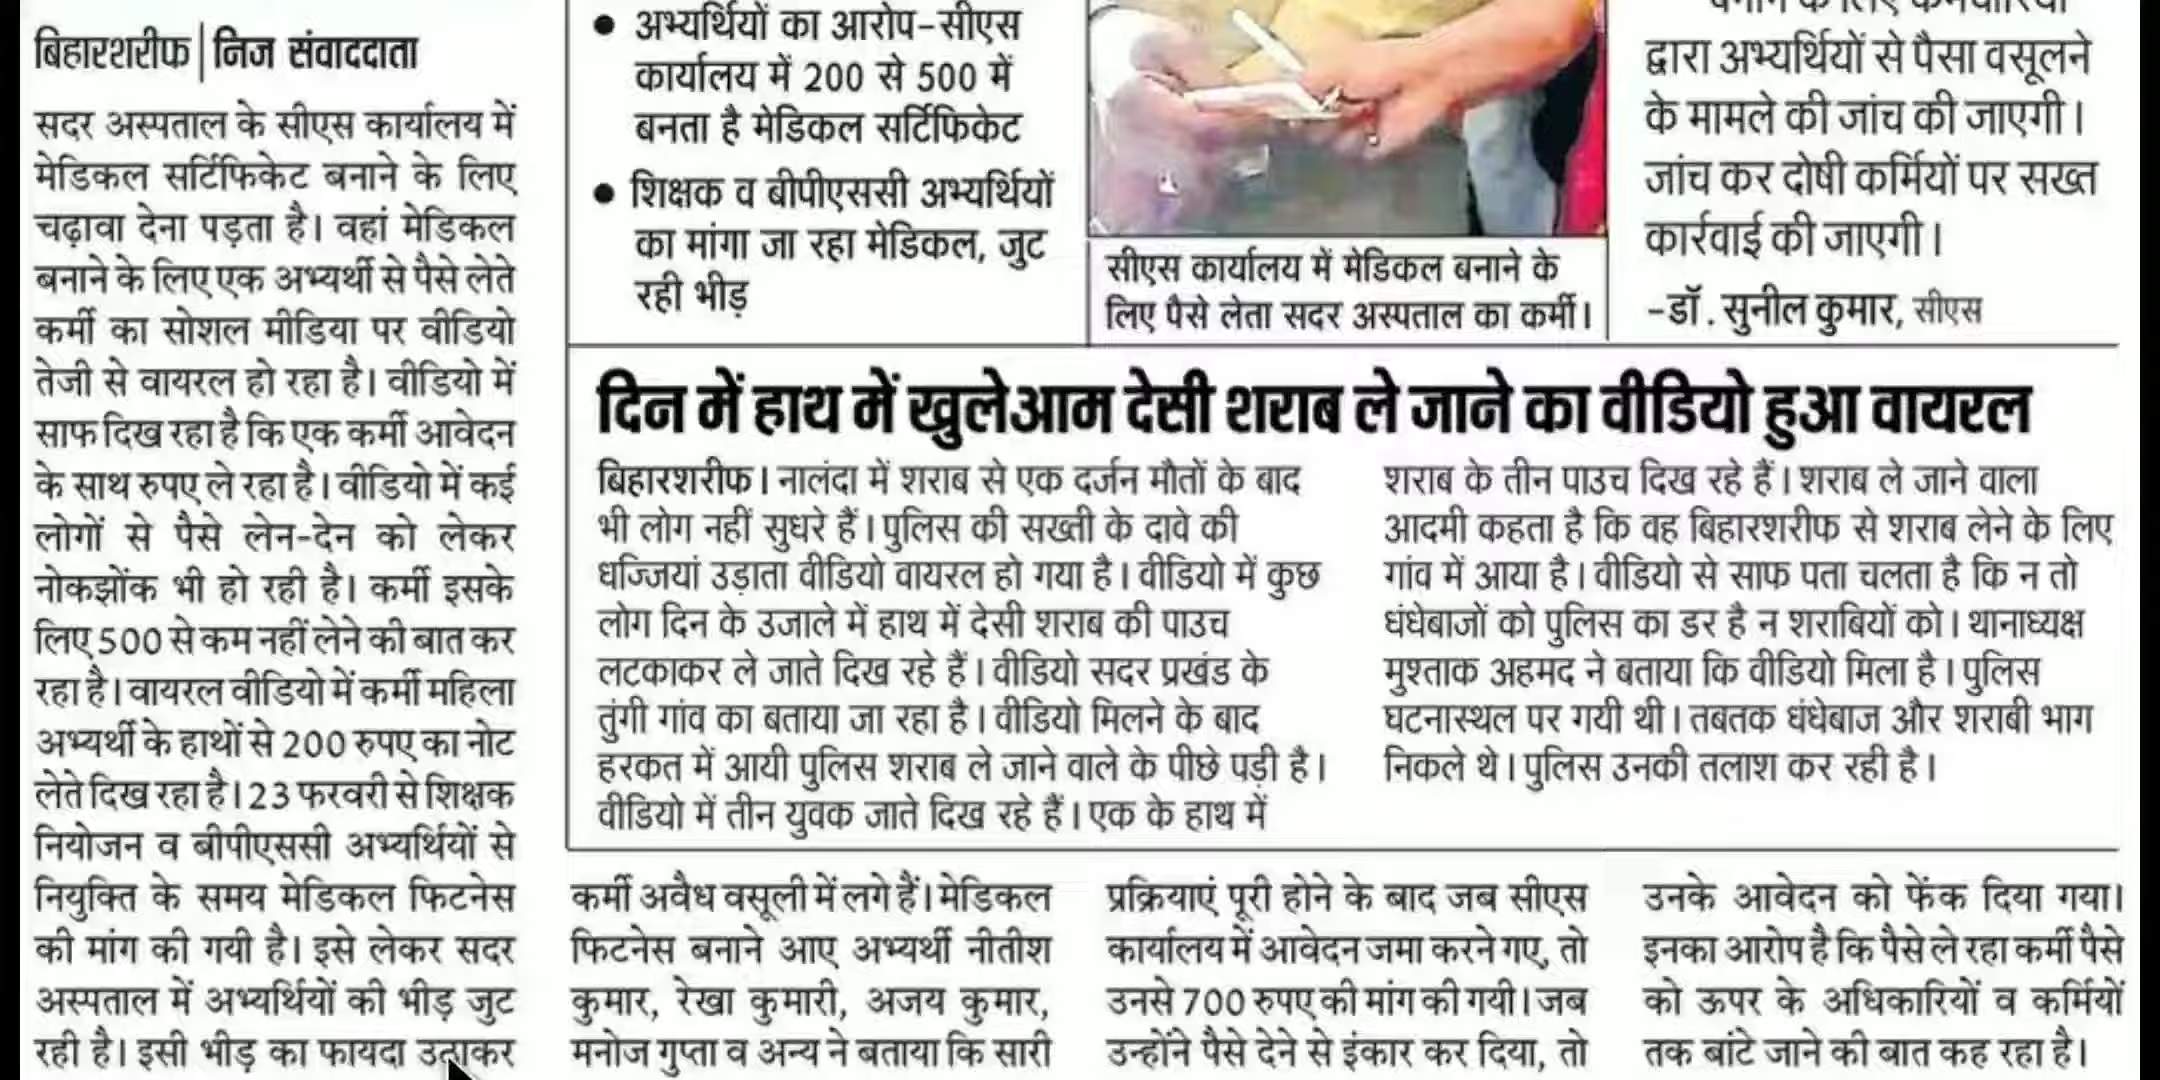 बिहारशरीफ | निज संवाददाता
सदर अस्पताल के सीएस कार्यालय में
मेडिकल सर्टिफिकेट बनाने के लिए
चढ़ावा देना पड़ता है। वहां मेडिकल
बनाने के लिए एक अभ्यर्थी से पैसे लेते
कर्मी का सोशल मीडिया पर वीडियो
तेजी से वायरल हो रहा है। वीडियो में
साफ दिख रहा है कि एक कर्मी आवेदन
के साथ रुपए ले रहा है। वीडियो में कई
लोगों से पैसे लेन-देन को लेकर
नोकझोंक भी हो रही है। कर्मी इसके
लिए 500 से कम नहीं लेने की बात कर
रहा है। वायरल वीडियो में कर्मी महिला
अभ्यर्थी के हाथों से 200 रुपए का नोट
लेते दिख रहा है। 23 फरवरी से शिक्षक
नियोजन व बीपीएससी अभ्यर्थियों से
नियुक्ति के समय मेडिकल फिटनेस
की मांग की गयी है। इसे लेकर सदर
अस्पताल में अभ्यर्थियों की भीड़ जुट
रही है। इसी भीड़ का फायदा उठाकर
• अभ्यर्थियों का आरोप-सीएस
कार्यालय में 200 से 500 में
बनता है मेडिकल सर्टिफिकेट
• शिक्षक व बीपीएससी अभ्यर्थियों
का मांगा जा रहा मेडिकल, जुट
रही भीड़
सीएस कार्यालय में मेडिकल बनाने के
लिए पैसे लेता सदर अस्पताल का कर्मी।
बनाने के लिए कर्मचारियों
द्वारा अभ्यर्थियों से पैसा वसूलने
के मामले की जांच की जाएगी।
जांच कर दोषी कर्मियों पर सख्त
कार्रवाई की जाएगी।
-डॉ. सुनील कुमार, सीएस
दिन में हाथ में खुलेआम देसी शराब ले जाने का वीडियो हुआ वायरल
बिहारशरीफ। नालंदा में शराब से एक दर्जन मौतों के बाद
भी लोग नहीं सुधरे हैं। पुलिस की सख्ती के दावे की
धज्जियां उड़ाता वीडियो वायरल हो गया है। वीडियो में कुछ
लोग दिन के उजाले में हाथ में देसी शराब की पाउच
लटकाकर ले जाते दिख रहे हैं। वीडियो सदर प्रखंड के
तुंगी गांव का बताया जा रहा है। वीडियो मिलने के बाद
हरकत में आयी पुलिस शराब ले जाने वाले के पीछे पड़ी है।
वीडियो में तीन युवक जाते दिख रहे हैं। एक के हाथ में
शराब के तीन पाउच दिख रहे हैं। शराब ले जाने वाला
आदमी कहता है कि वह बिहारशरीफ से शराब लेने के लिए
गांव में आया है। वीडियो से साफ पता चलता है कि न तो
धंधेबाजों को पुलिस का डर है न शराबियों को। थानाध्यक्ष
मुश्ताक अहमद ने बताया कि वीडियो मिला है। पुलिस
घटनास्थल पर गयी थी। तबतक धंधेबाज और शराबी भाग
निकले थे। पुलिस उनकी तलाश कर रही है।
कर्मी अवैध वसूली में लगे हैं। मेडिकल
फिटनेस बनाने आए अभ्यर्थी नीतीश
कुमार, रेखा कुमारी, अजय कुमार,
मनोज गुप्ता व अन्य ने बताया कि सारी
प्रक्रियाएं पूरी होने के बाद जब सीएस
कार्यालय में आवेदन जमा करने गए, तो
उनसे 700 रुपए की मांग की गयी। जब
उन्होंने पैसे देने से इंकार कर दिया, तो
उनके आवेदन को फेंक दिया गया।
इनका आरोप है कि पैसे ले रहा कर्मी पैसे
को ऊपर के अधिकारियों व कर्मियों
तक बांटे जाने की बात कह रहा है।